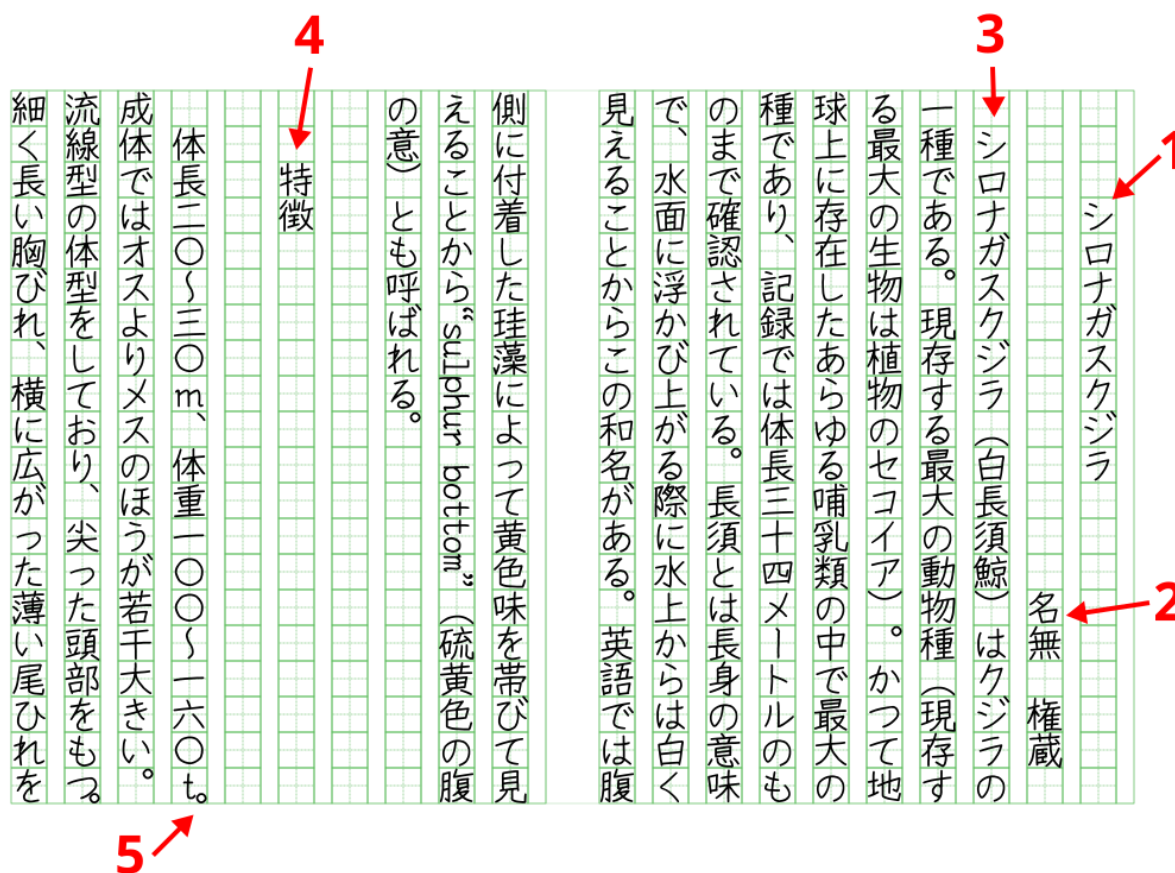 シロナガスクジラ
名無　権蔵
シロナガスクジラ（白長須鯨）はクジラの
一種である。現存する最大の動物種（現存す
る最大の生物は植物のセコイア）。かつて地
球上に存在したあらゆる哺乳類の中で最大の
種であり、記録では体長三十四メートルのも
のまで確認されている。長須とは長身の意味
で、水面に浮かび上がる際に水上からは白く
見えることからこの和名がある。英語では腹
側に付着した珪藻によって黄色味を帯びて見
えることから“sulphur bottom”（硫黄色の腹
の意）とも呼ばれる。
特徴
体長二〇～三〇m、体重一〇〇～一六〇t。
成体ではオスよりメスのほうが若干大きい。
流線型の体型をしており、尖った頭部をもつ。
細く長い胸びれ、横に広がった薄い尾ひれを
1
2
3
4
5